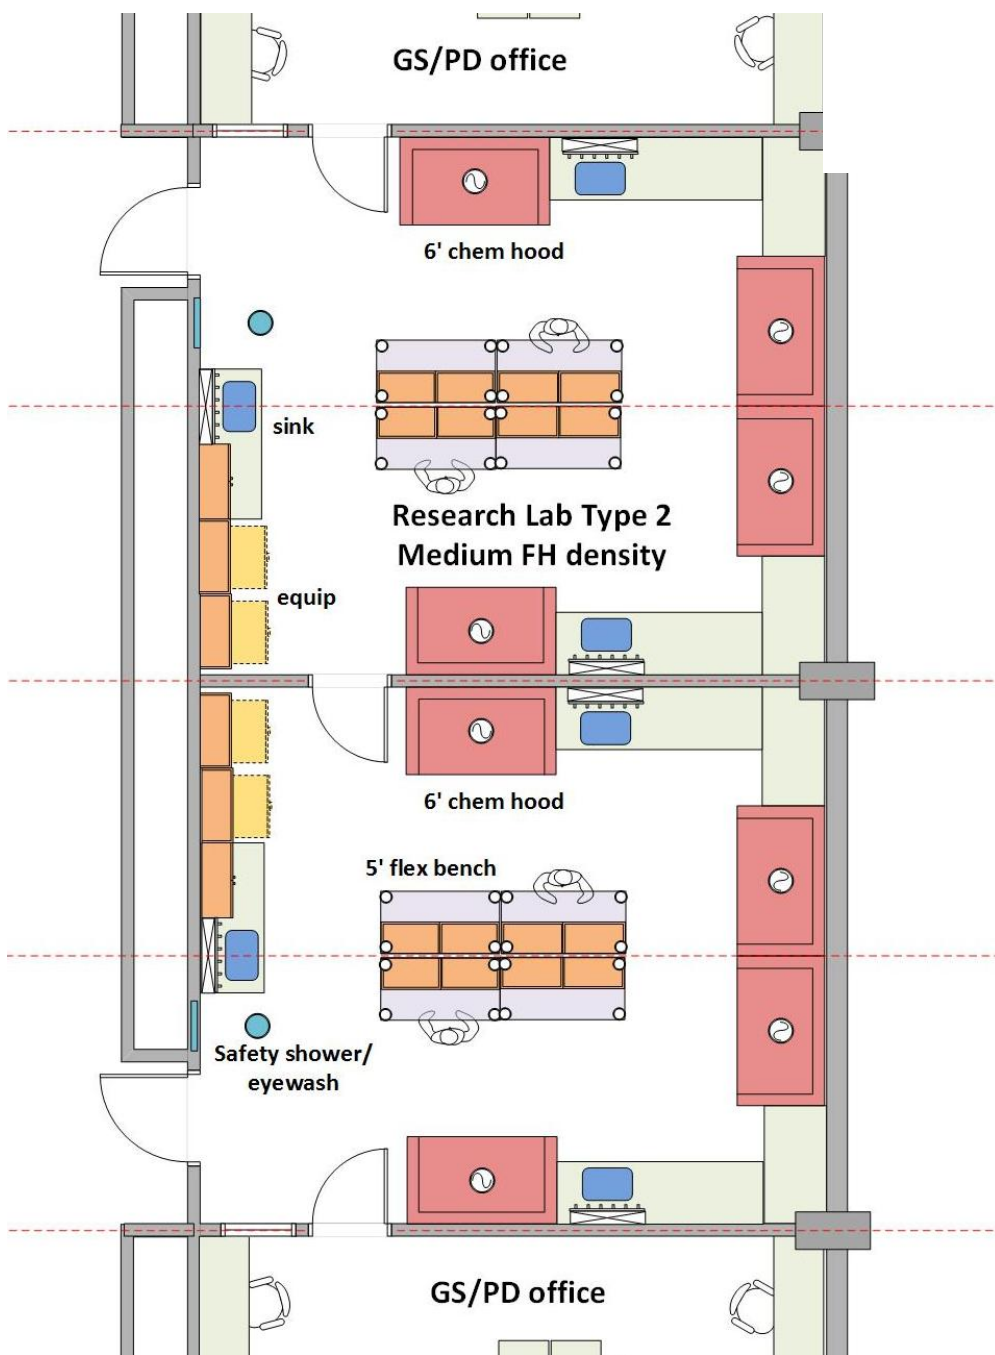 GS/PD office
6' chem hood
sink
Research Lab Type 2
Medium FH density
equip
6' chem hood
5' flex bench
Safety shower/
eyewash
GS/PD office